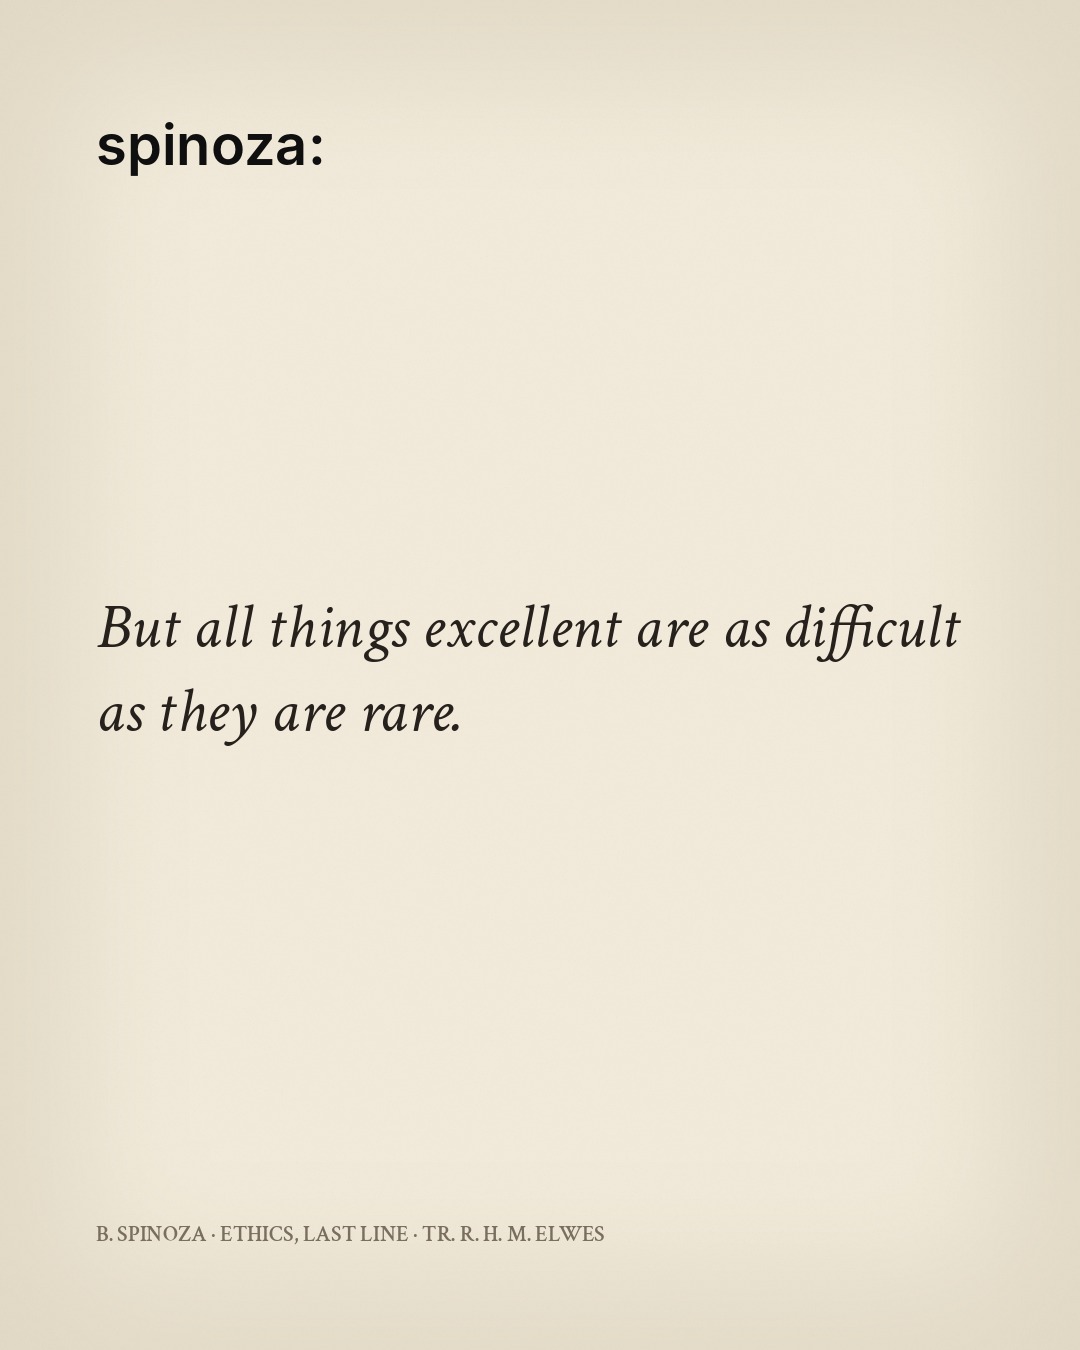 spinoza:
But all things excellent are as difficult
as they are rare.
B. SPINOZA · ETHICS, LAST LINE · TR. R. H. M. ELWES